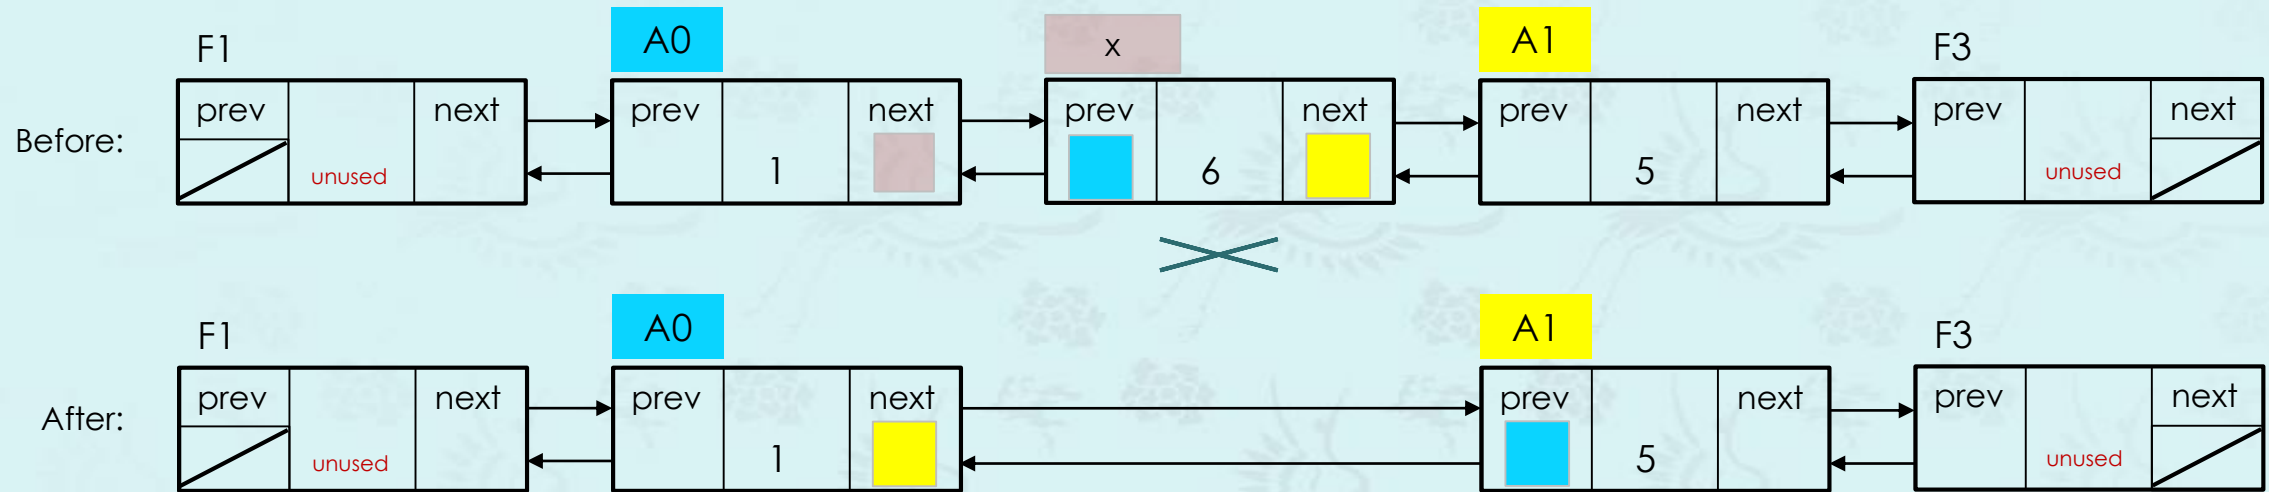 F1 A0 x A1 F3
Before: prev next prev next prev next prev next prev next
unused 1 6 5 unused
F1 A0 A1 F3
After: prev next prev next prev next prev next
unused 1 5 unused